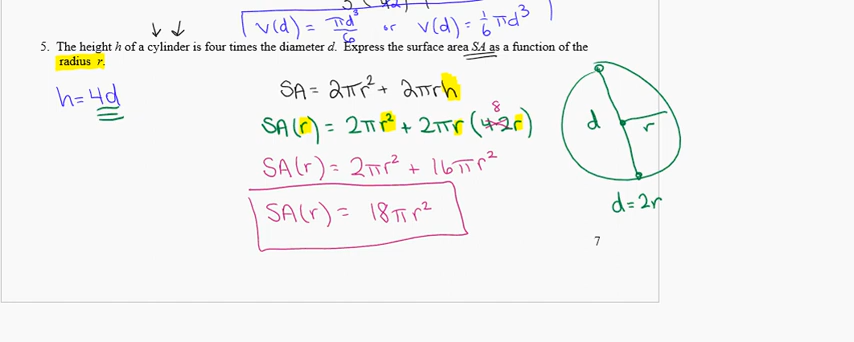 V(d) = πd³/6 or V(d) = 1/6 πd³
5. The height h of a cylinder is four times the diameter d. Express the surface area SA as a function of the
radius r.
h = 4d
SA = 2πr² + 2πrh
8
SA(r) = 2πr² + 2πr (4·2r)
SA(r) = 2πr² + 16πr²
SA(r) = 18πr²
d
r
d = 2r
7